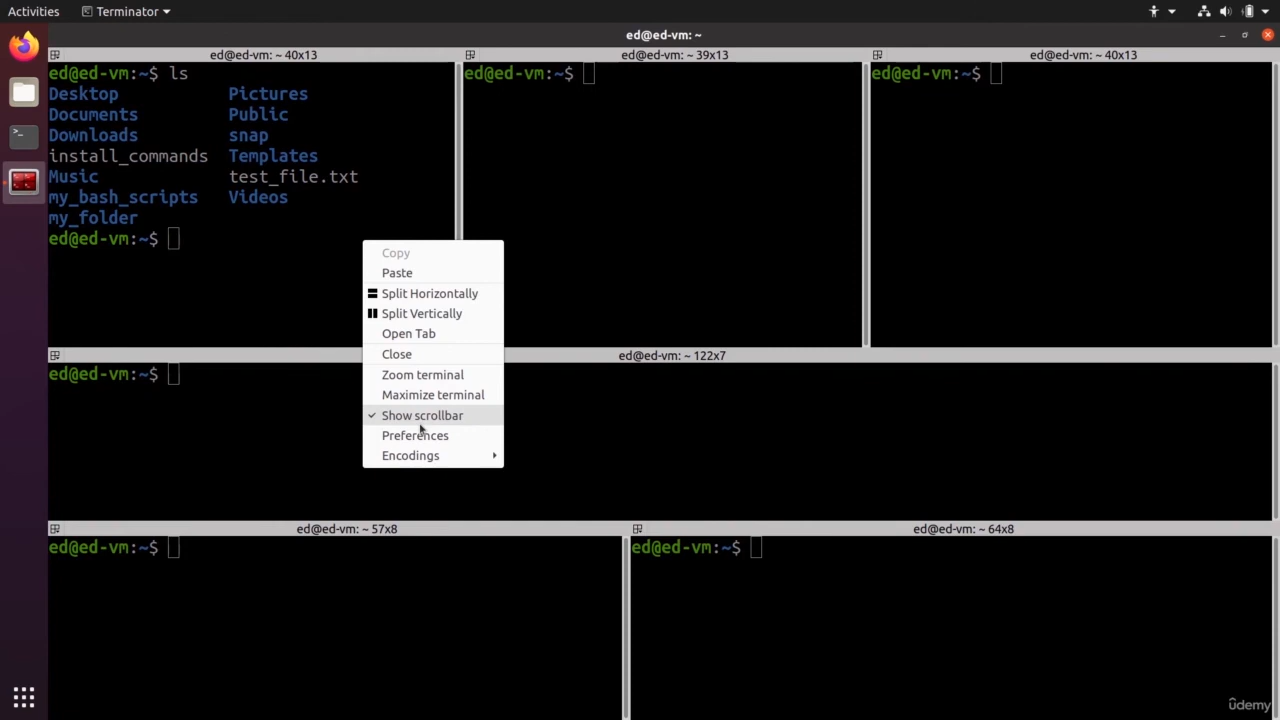 Activities Terminator
ed@ed-vm: ~
ed@ed-vm: ~ 40x13
ed@ed-vm:~$ ls
Desktop Pictures
Documents Public
Downloads snap
install_commands Templates
Music test_file.txt
my_bash_scripts Videos
my_folder
ed@ed-vm:~$
ed@ed-vm: ~ 39x13
ed@ed-vm:~$
ed@ed-vm: ~ 40x13
ed@ed-vm:~$
Copy
Paste
Split Horizontally
Split Vertically
Open Tab
Close
Zoom terminal
Maximize terminal
Show scrollbar
Preferences
Encodings
ed@ed-vm: ~ 122x7
ed@ed-vm:~$
ed@ed-vm: ~ 57x8
ed@ed-vm:~$
ed@ed-vm: ~ 64x8
ed@ed-vm:~$
ûdemy